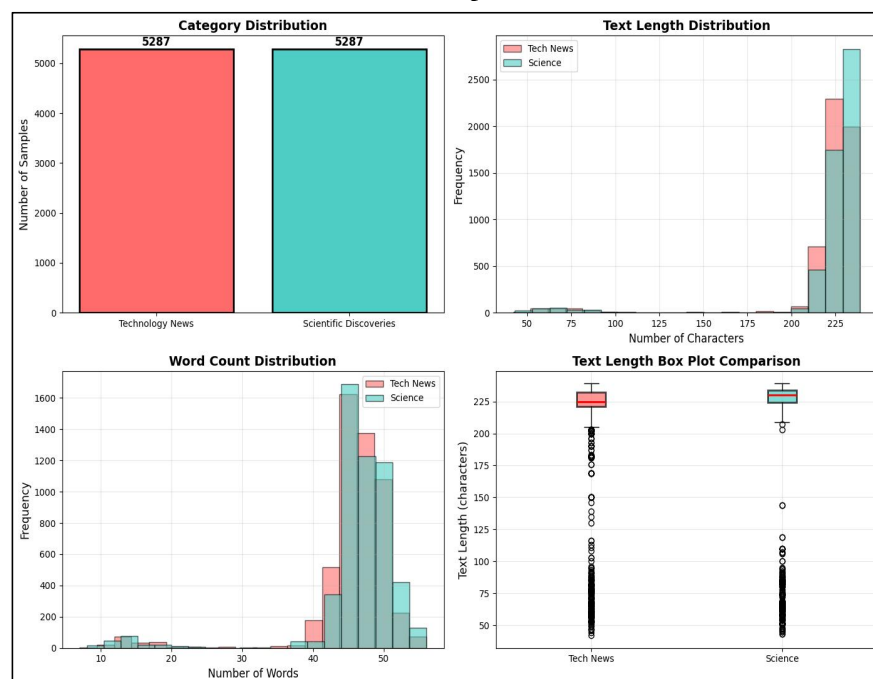 Category Distribution
5287
5287
Number of Samples
5000
4000
3000
2000
1000
0
Technology News
Scientific Discoveries
Text Length Distribution
Tech News
Science
Frequency
2500
2000
1500
1000
500
0
50
75
100
125
150
175
200
225
Number of Characters
Word Count Distribution
Tech News
Science
Frequency
1600
1400
1200
1000
800
600
400
200
0
10
20
30
40
50
Number of Words
Text Length Box Plot Comparison
Text Length (characters)
225
200
175
150
125
100
75
50
Tech News
Science